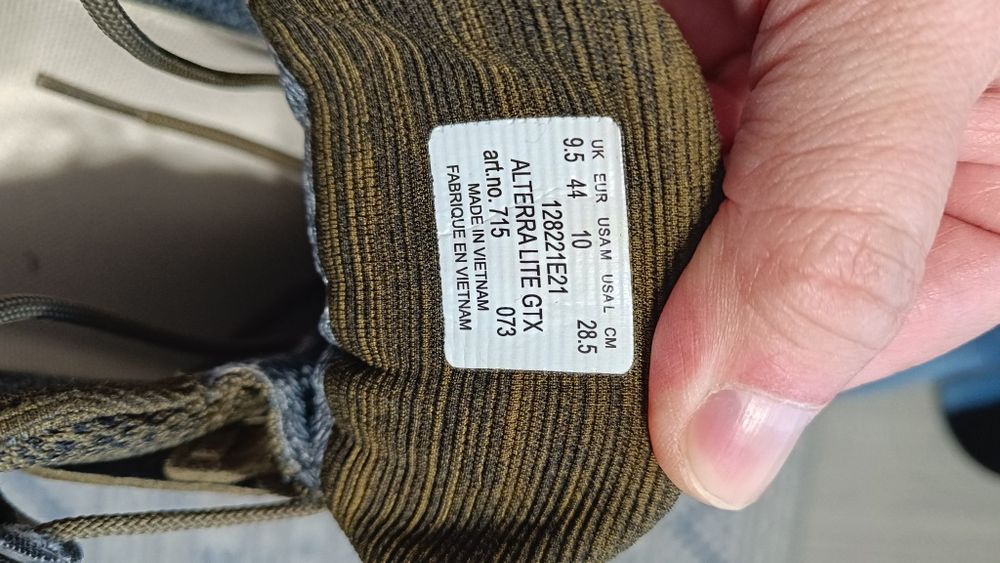 UK EUR USAM USAL CM
9.5 44 10 28.5
128221E21
ALTERRA LITE GTX
art.no. 715 073
MADE IN VIETNAM
FABRIQUE EN VIETNAM